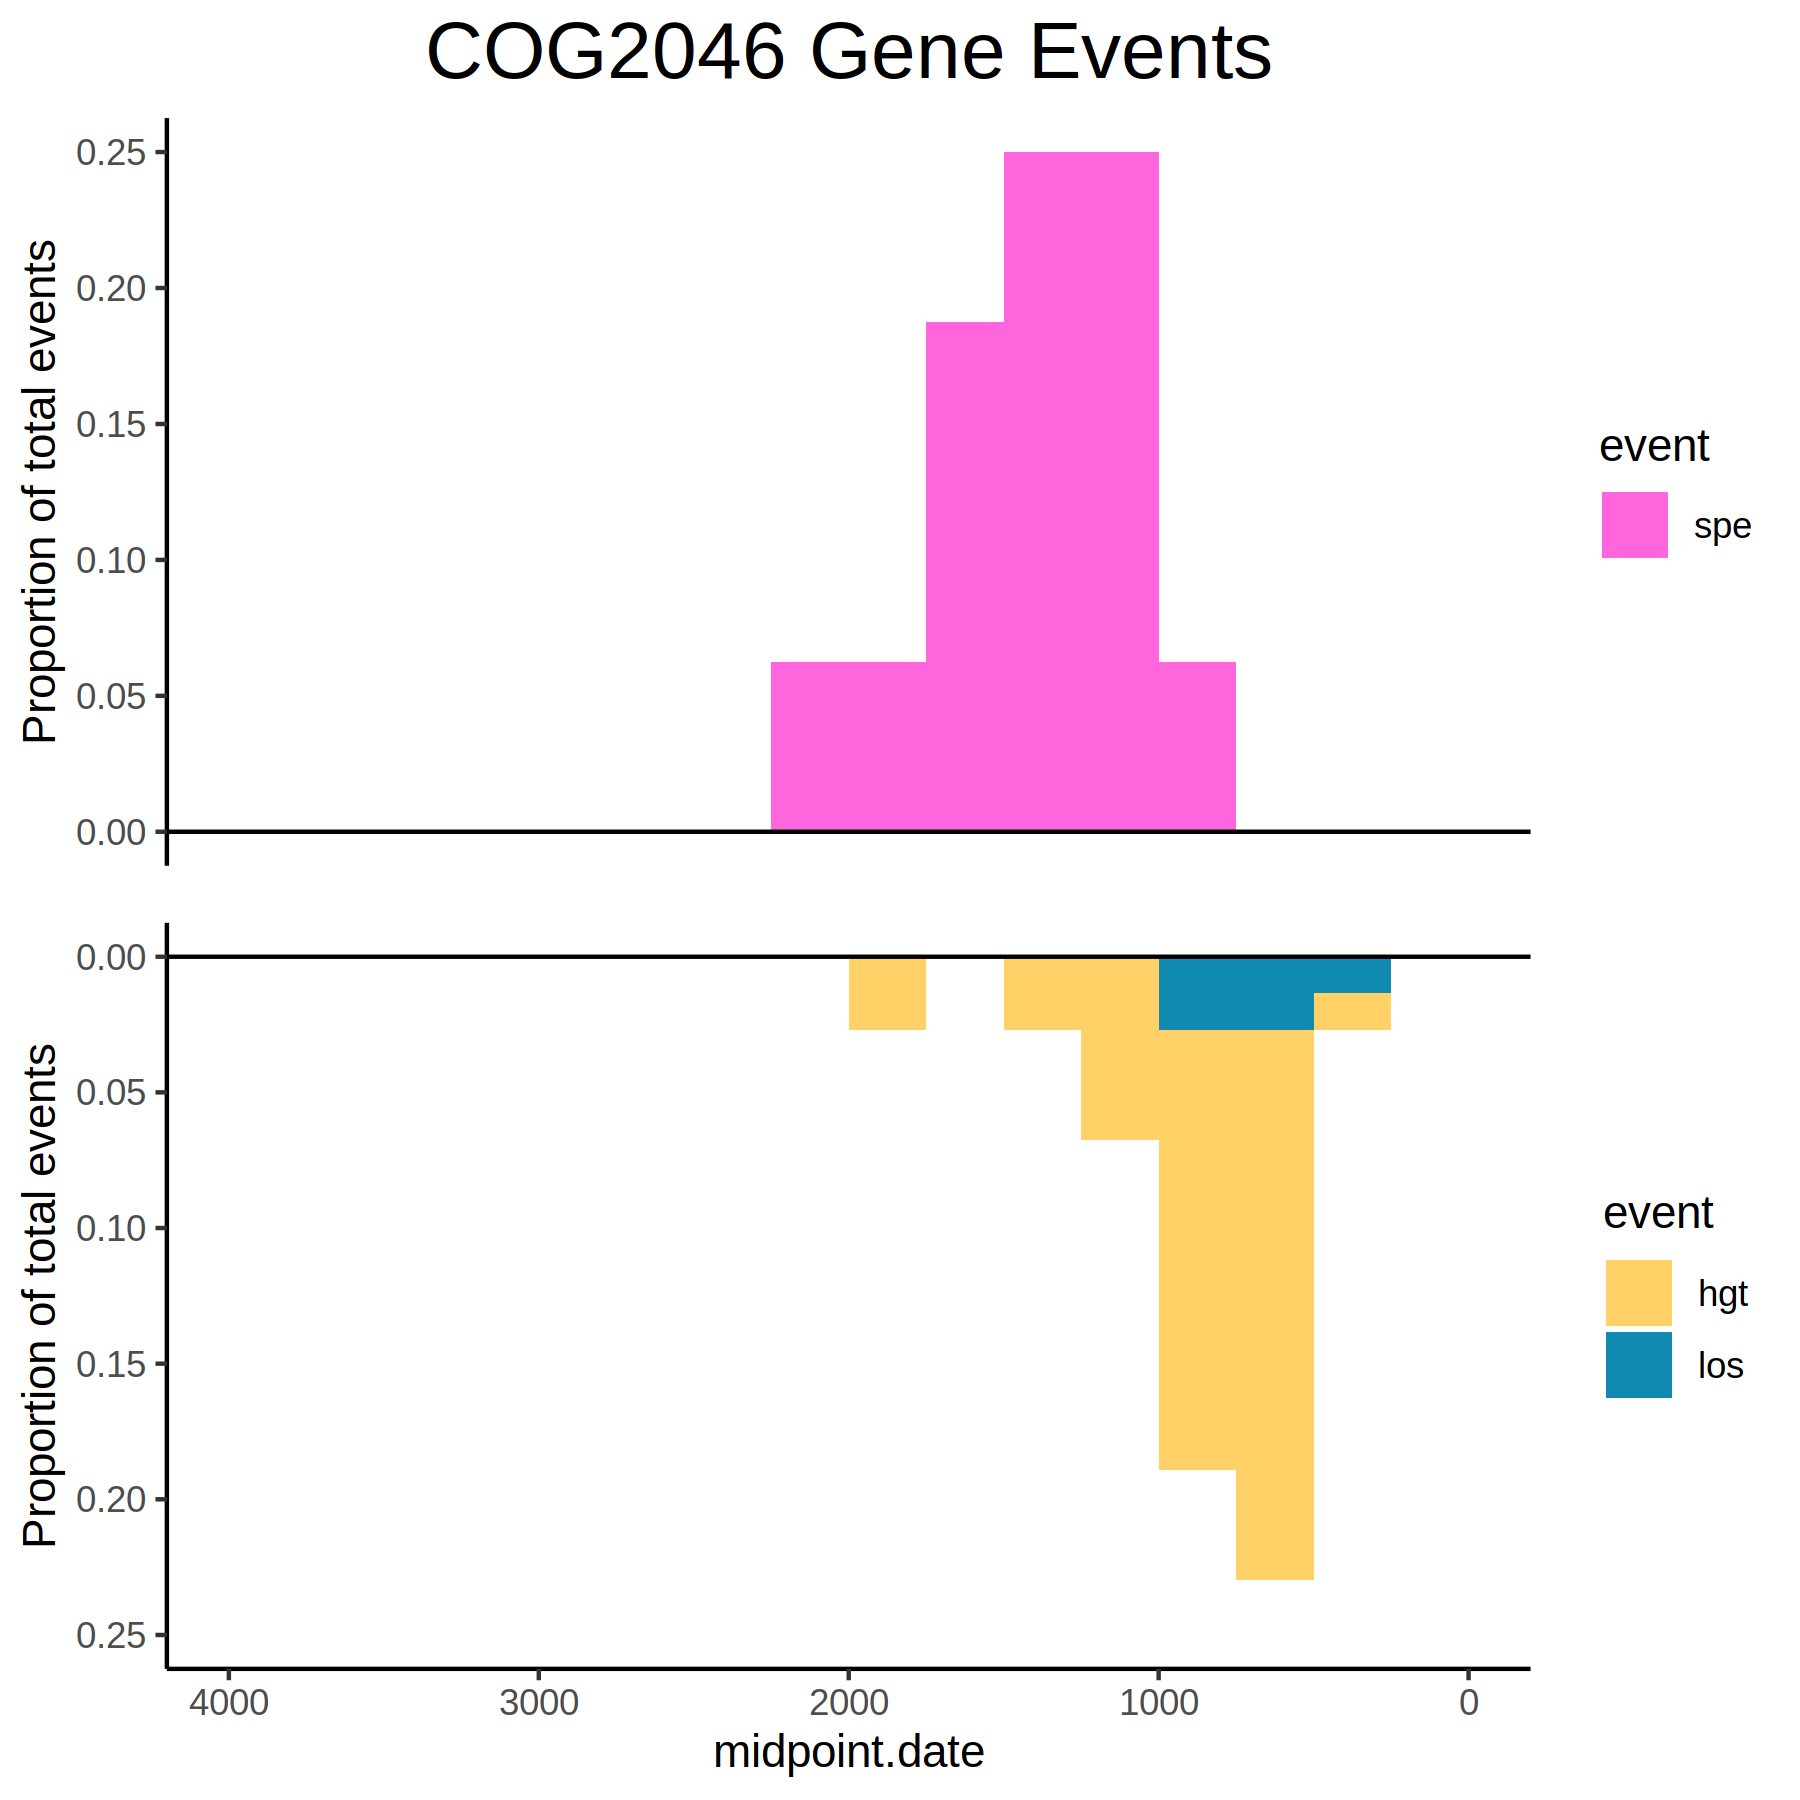 COG2046 Gene Events
Proportion of total events
0.25
0.20
0.15
0.10
0.05
0.00
event
spe
Proportion of total events
0.00
0.05
0.10
0.15
0.20
0.25
event
hgt
los
4000 3000 2000 1000 0
midpoint.date